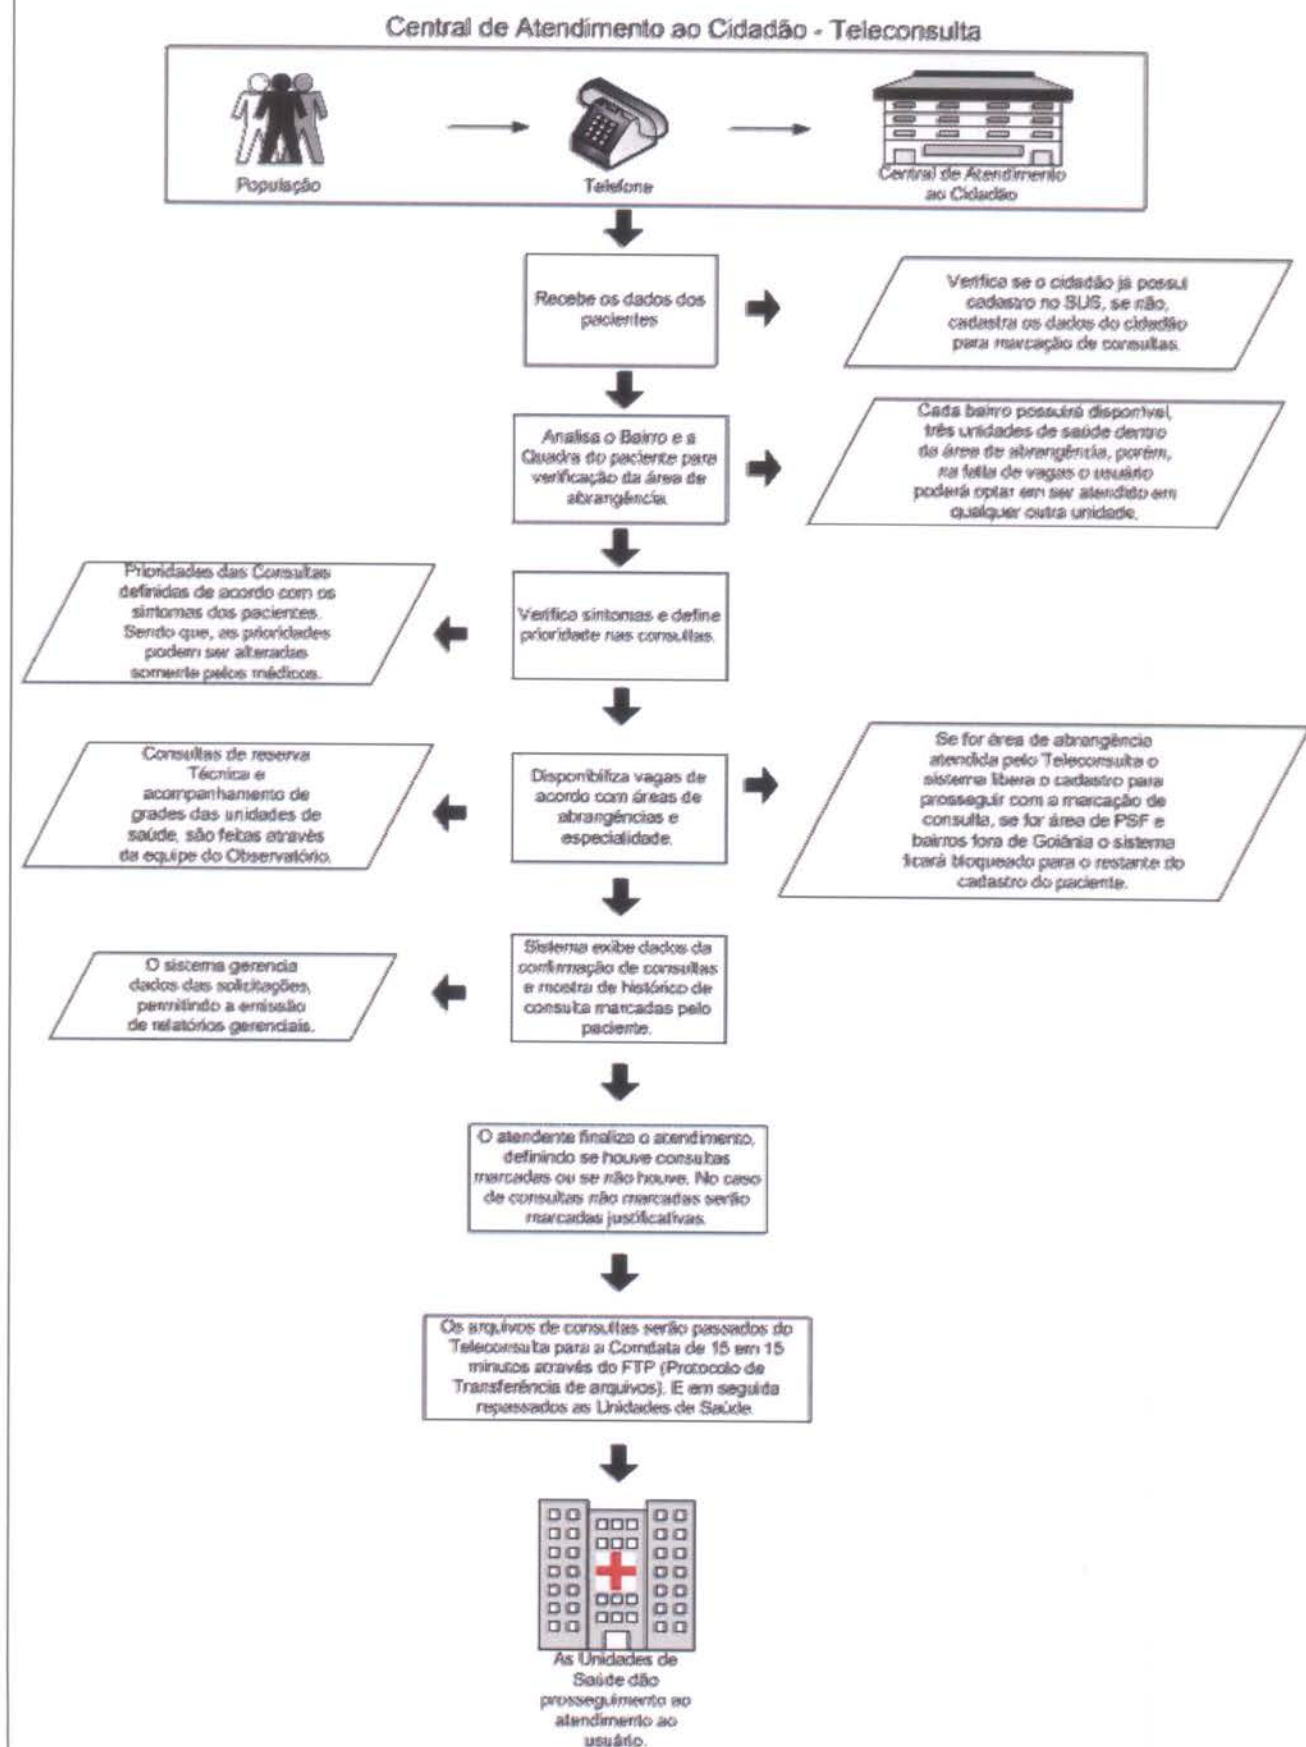 Central de Atendimento ao Cidadão - Teleconsulta
População
Telefone
Central de Atendimento
ao Cidadão
Recebe os dados dos
pacientes
Verifica se o cidadão já possui
cadastro no SUS, se não,
cadastra os dados do cidadão
para marcação de consultas.
Analisa o Bairro e a
Quadra do paciente para
verificação da área de
abrangência.
Cada bairro possuirá disponível,
três unidades de saúde dentro
da área de abrangência, porém,
na falta de vagas o usuário
poderá optar em ser atendido em
qualquer outra unidade.
Prioridades das Consultas
definidas de acordo com os
sintomas dos pacientes.
Sendo que, as prioridades
podem ser alteradas
somente pelos médicos.
Verifica sintomas e define
prioridade nas consultas.
Consultas de reserva
Técnica e
acompanhamento de
grades das unidades de
saúde, são feitas através
da equipe do Observatório.
Disponibiliza vagas de
acordo com áreas de
abrangências e
especialidade.
Se for área de abrangência
atendida pelo Teleconsulta o
sistema libera o cadastro para
prosseguir com a marcação de
consulta, se for área de PSF e
bairros fora de Goiânia o sistema
ficará bloqueado para o restante do
cadastro do paciente.
O sistema gerencia
dados das solicitações,
permitindo a emissão
de relatórios gerenciais.
Sistema exibe dados da
confirmação de consultas
e mostra de histórico de
consulta marcadas pelo
paciente.
O atendente finaliza o atendimento,
definindo se houve consultas
marcadas ou se não houve. No caso
de consultas não marcadas serão
marcadas justificativas.
Os arquivos de consultas serão passados do
Teleconsulta para a Comdata de 15 em 15
minutos através do FTP (Protocolo de
Transferência de arquivos). E em seguida
repassados as Unidades de Saúde.
As Unidades de
Saúde dão
prosseguimento ao
atendimento ao
usuário.